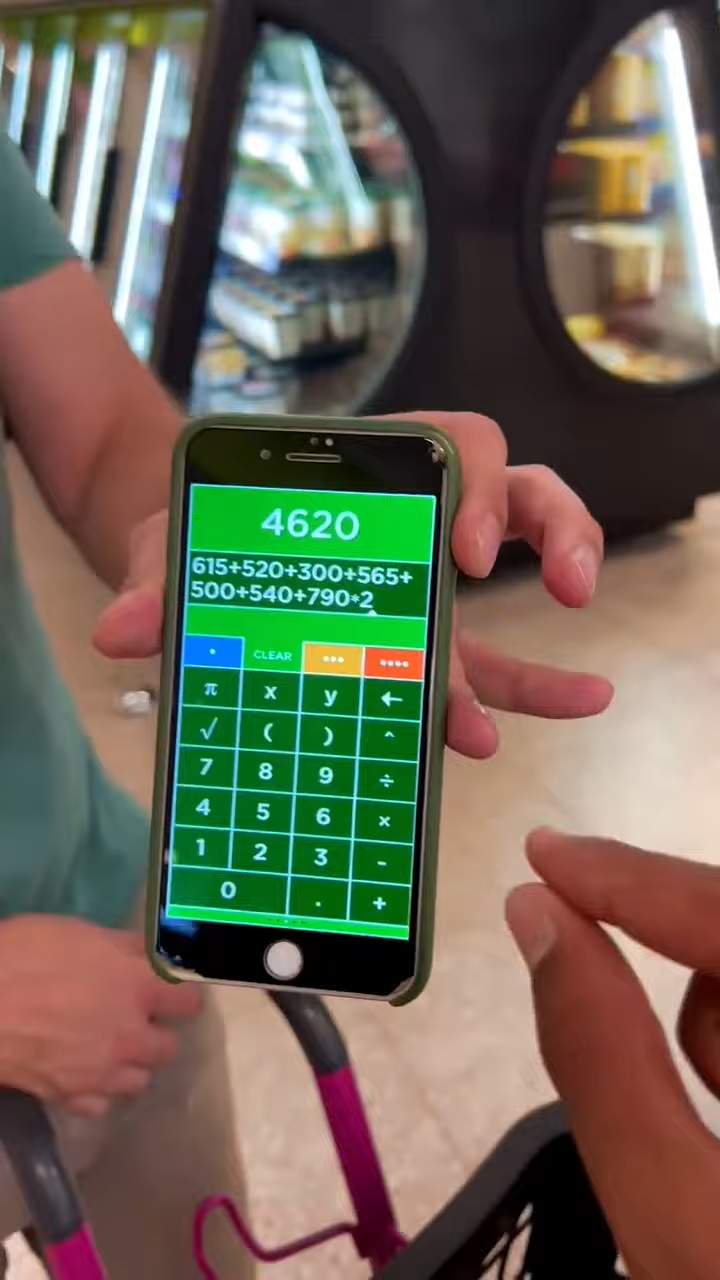 4620
615+520+300+565+
500+540+790*2
CLEAR
π x y ←
√ ( ) ^
7 8 9 ÷
4 5 6 ×
1 2 3 -
0 . +